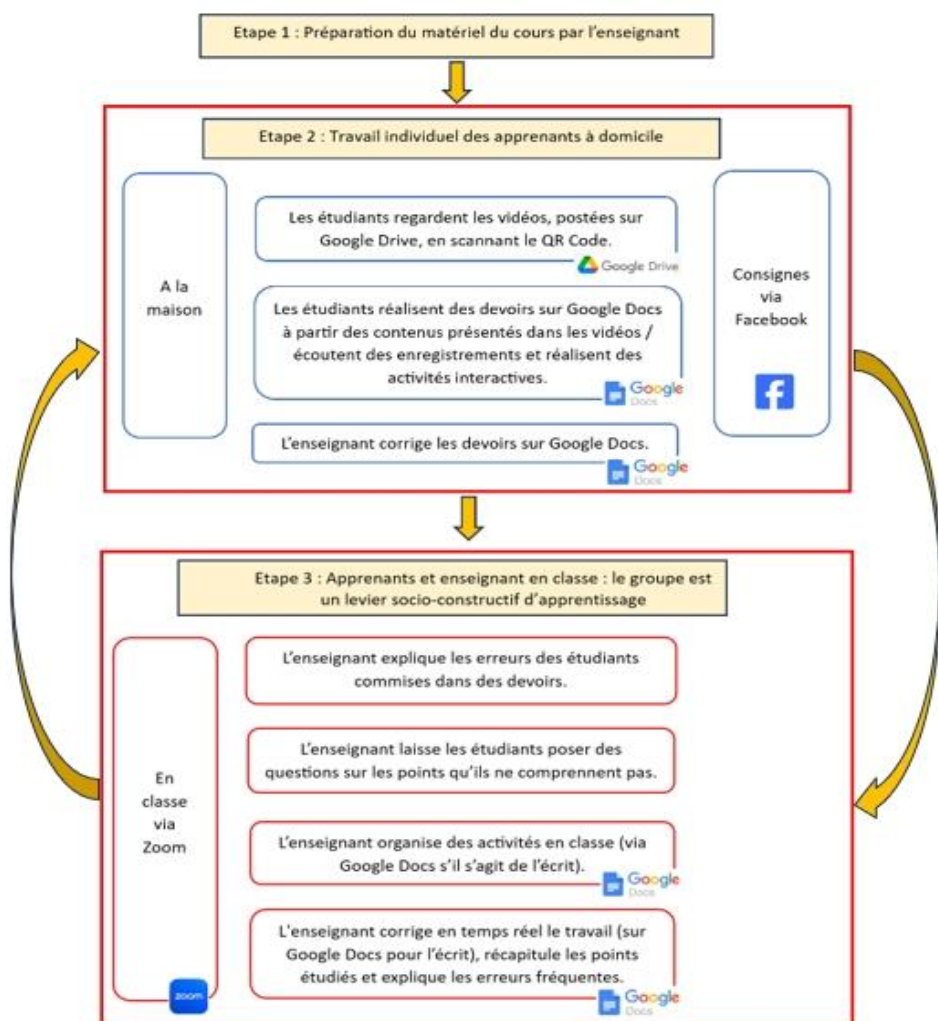 Etape 1 : Préparation du matériel du cours par l'enseignant
Etape 2 : Travail individuel des apprenants à domicile
A la
maison
Les étudiants regardent les vidéos, postées sur
Google Drive, en scannant le QR Code.
Google Drive
Les étudiants réalisent des devoirs sur Google Docs
à partir des contenus présentés dans les vidéos /
écoutent des enregistrements et réalisent des
activités interactives.
Google
Docs
L'enseignant corrige les devoirs sur Google Docs.
Google
Docs
Consignes
via
Facebook
Etape 3 : Apprenants et enseignant en classe : le groupe est
un levier socio-constructif d'apprentissage
En
classe
via
Zoom
zoom
L'enseignant explique les erreurs des étudiants
commises dans des devoirs.
L'enseignant laisse les étudiants poser des
questions sur les points qu'ils ne comprennent pas.
L'enseignant organise des activités en classe (via
Google Docs s'il s'agit de l'écrit).
Google
Docs
L'enseignant corrige en temps réel le travail (sur
Google Docs pour l'écrit), récapitule les points
étudiés et explique les erreurs fréquentes.
Google
Docs